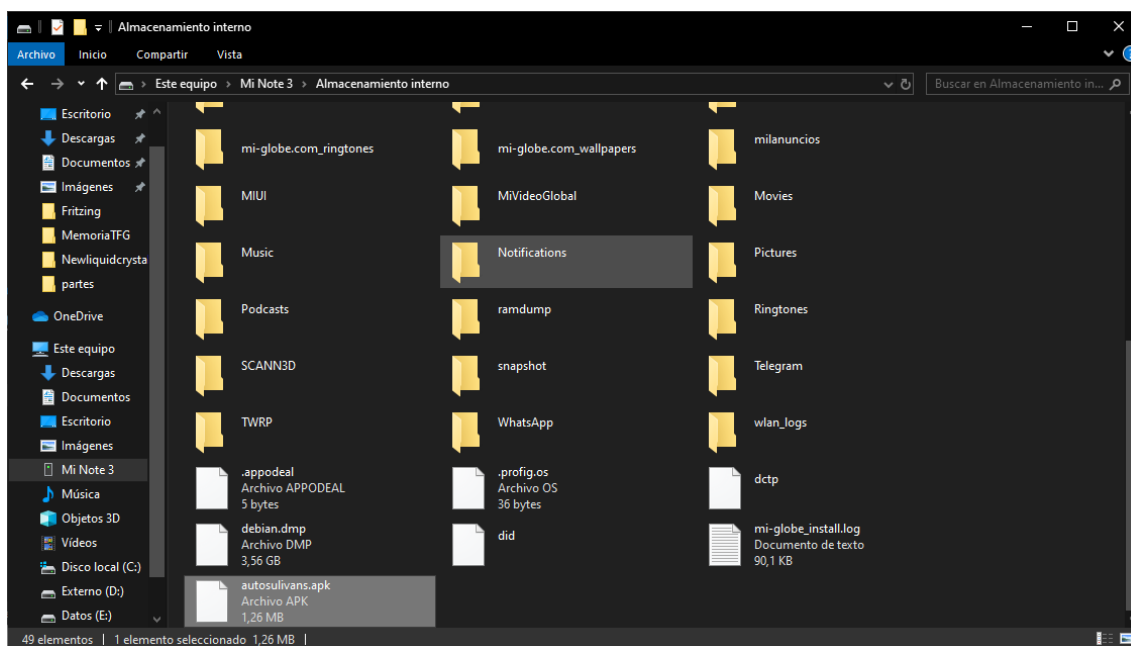 Almacenamiento interno
Archivo Inicio Compartir Vista
Este equipo > Mi Note 3 > Almacenamiento interno
Buscar en Almacenamiento in...
Escritorio
Descargas
Documentos
Imágenes
Fritzing
MemoriaTFG
Newliquidcrysta
partes
OneDrive
Este equipo
Descargas
Documentos
Escritorio
Imágenes
Mi Note 3
Música
Objetos 3D
Vídeos
Disco local (C:)
Externo (D:)
Datos (E:)
mi-globe.com_ringtones
mi-globe.com_wallpapers
milanuncios
MIUI
MiVideoGlobal
Movies
Music
Notifications
Pictures
Podcasts
ramdump
Ringtones
SCANN3D
snapshot
Telegram
TWRP
WhatsApp
wlan_logs
.appodeal
Archivo APPODEAL
5 bytes
.profig.os
Archivo OS
36 bytes
dctp
debian.dmp
Archivo DMP
3,56 GB
did
mi-globe_install.log
Documento de texto
90,1 KB
autosulivans.apk
Archivo APK
1,26 MB
49 elementos | 1 elemento seleccionado 1,26 MB |